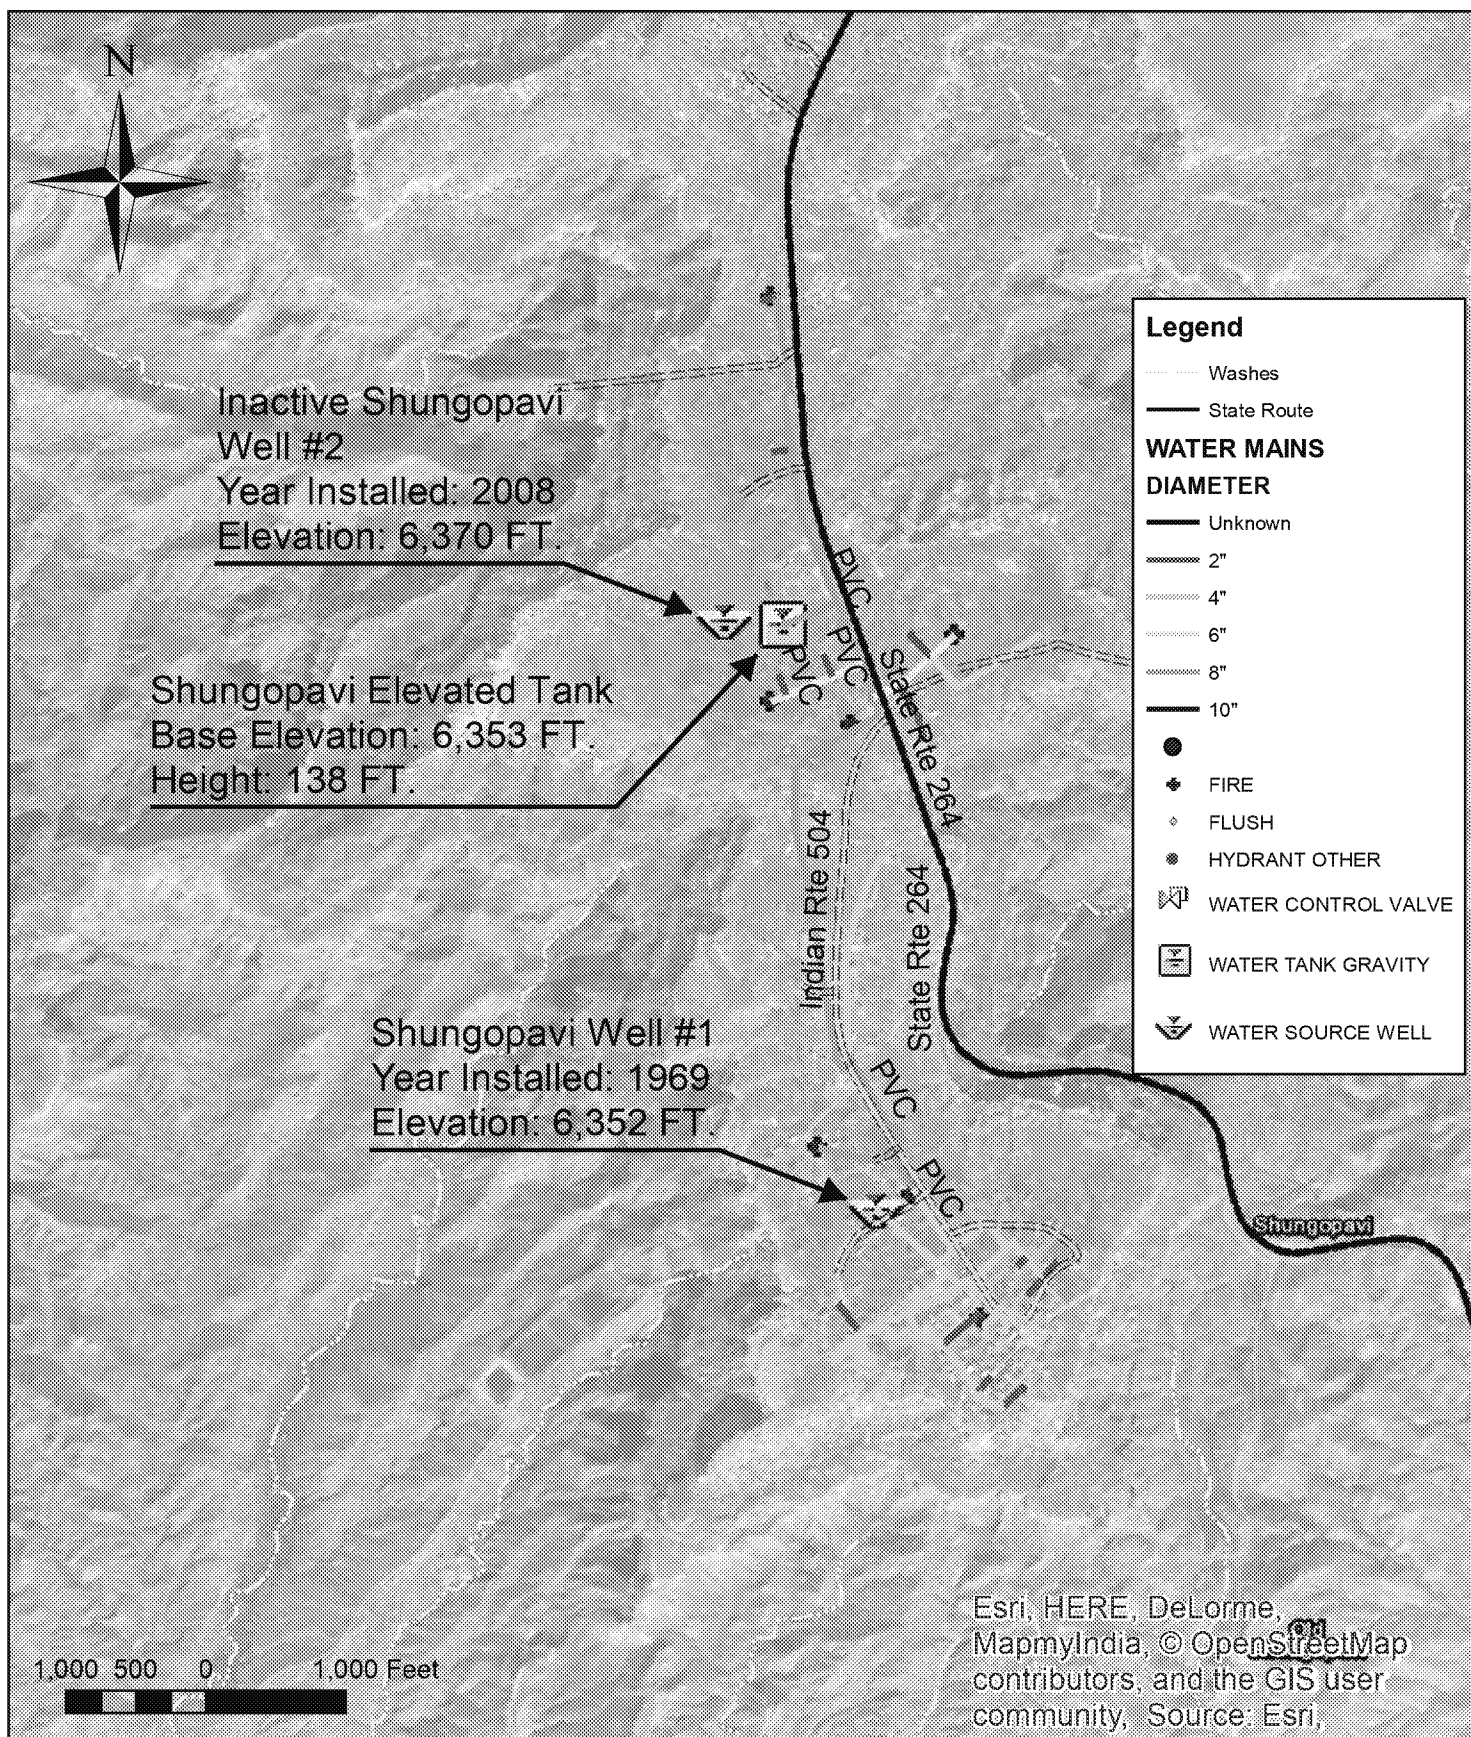 N
Inactive Shungopavi
Well #2
Year Installed: 2008
Elevation: 6,370 FT.
Shungopavi Elevated Tank
Base Elevation: 6,353 FT.
Height: 138 FT.
Shungopavi Well #1
Year Installed: 1969
Elevation: 6,352 FT.
PVC
PVC
PVC
State Rte 264
Indian Rte 504
State Rte 264
PVC
PVC
Shungopavi
Legend
Washes
State Route
WATER MAINS
DIAMETER
Unknown
2"
4"
6"
8"
10"
FIRE
FLUSH
HYDRANT OTHER
WATER CONTROL VALVE
WATER TANK GRAVITY
WATER SOURCE WELL
1,000 500 0 1,000 Feet
Old
Esri, HERE, DeLorme,
MapmyIndia, © OpenStreetMap
contributors, and the GIS user
community, Source: Esri,